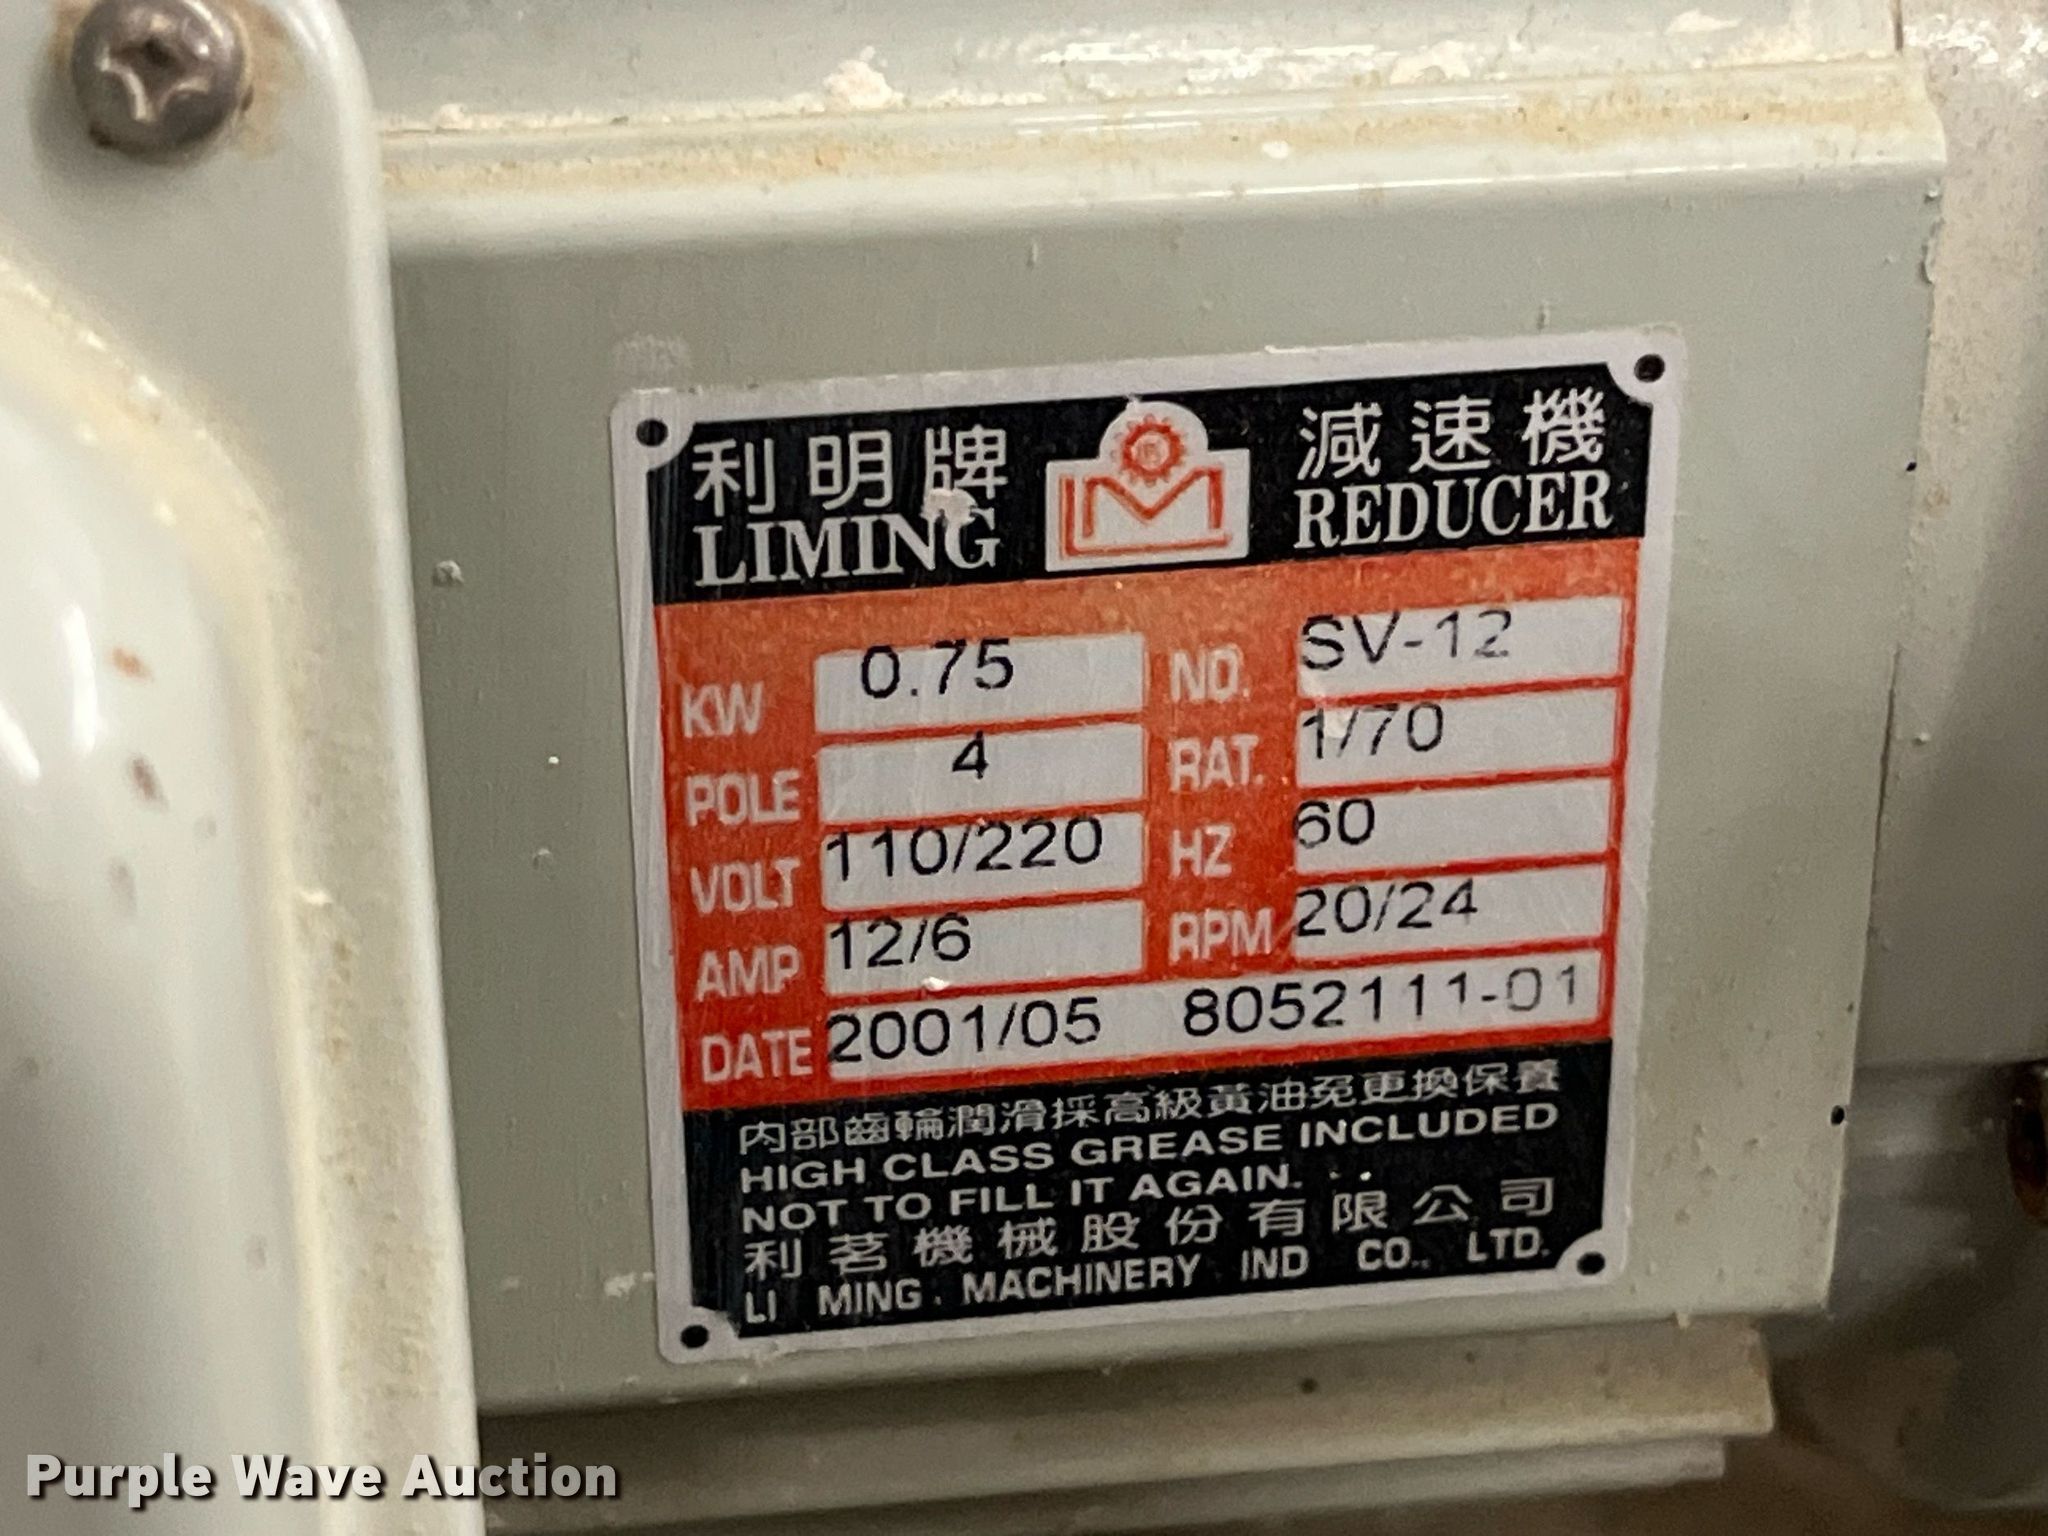 利明牌 減速機
LIMING REDUCER
KW 0.75 NO. SV-12
POLE 4 RAT. 1/70
VOLT 110/220 HZ 60
AMP 12/6 RPM 20/24
DATE 2001/05 8052111-01
內部齒輪潤滑採高級黃油免更換保養
HIGH CLASS GREASE INCLUDED
NOT TO FILL IT AGAIN.
利茗機械股份有限公司
LI MING. MACHINERY IND CO., LTD.
Purple Wave Auction